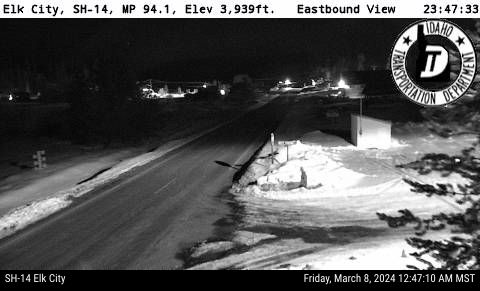 Elk City, SH-14, MP 94.1, Elev 3,939ft. Eastbound View 23:47:33
IDAHO
TRANSPORTATION DEPARTMENT
SH-14 Elk City Friday, March 8, 2024 12:47:10 AM MST